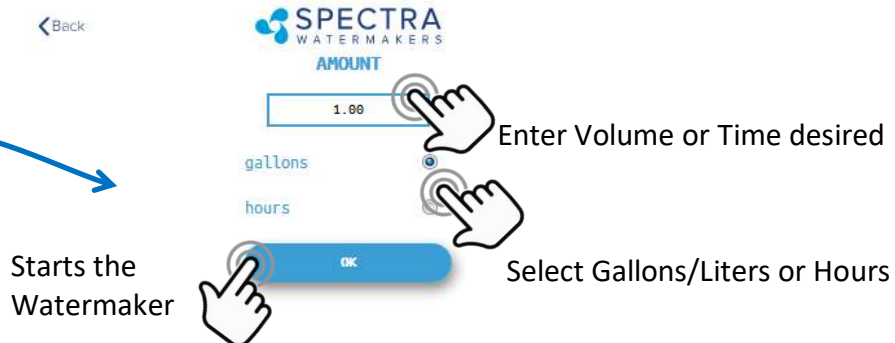 Back
SPECTRA
WATERMAKERS
AMOUNT
1.00
Enter Volume or Time desired
gallons
hours
Select Gallons/Liters or Hours
OK
Starts the
Watermaker